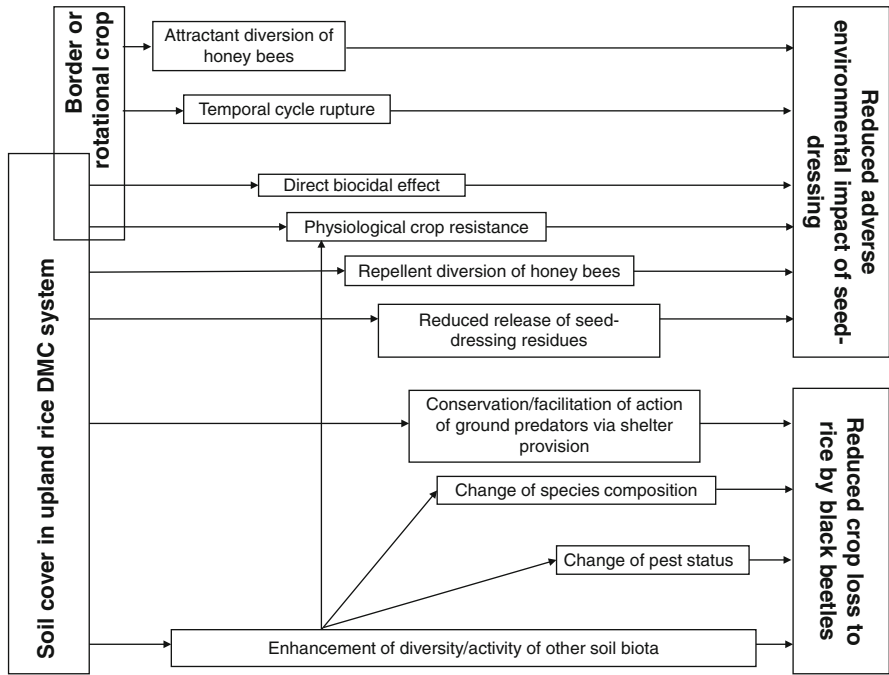 Border or
rotational crop
Soil cover in upland rice DMC system
Attractant diversion of
honey bees
Temporal cycle rupture
Direct biocidal effect
Physiological crop resistance
Repellent diversion of honey bees
Reduced release of seed-
dressing residues
Conservation/facilitation of action
of ground predators via shelter
provision
Change of species composition
Change of pest status
Enhancement of diversity/activity of other soil biota
Reduced adverse
environmental impact of seed-
dressing
Reduced crop loss to
rice by black beetles